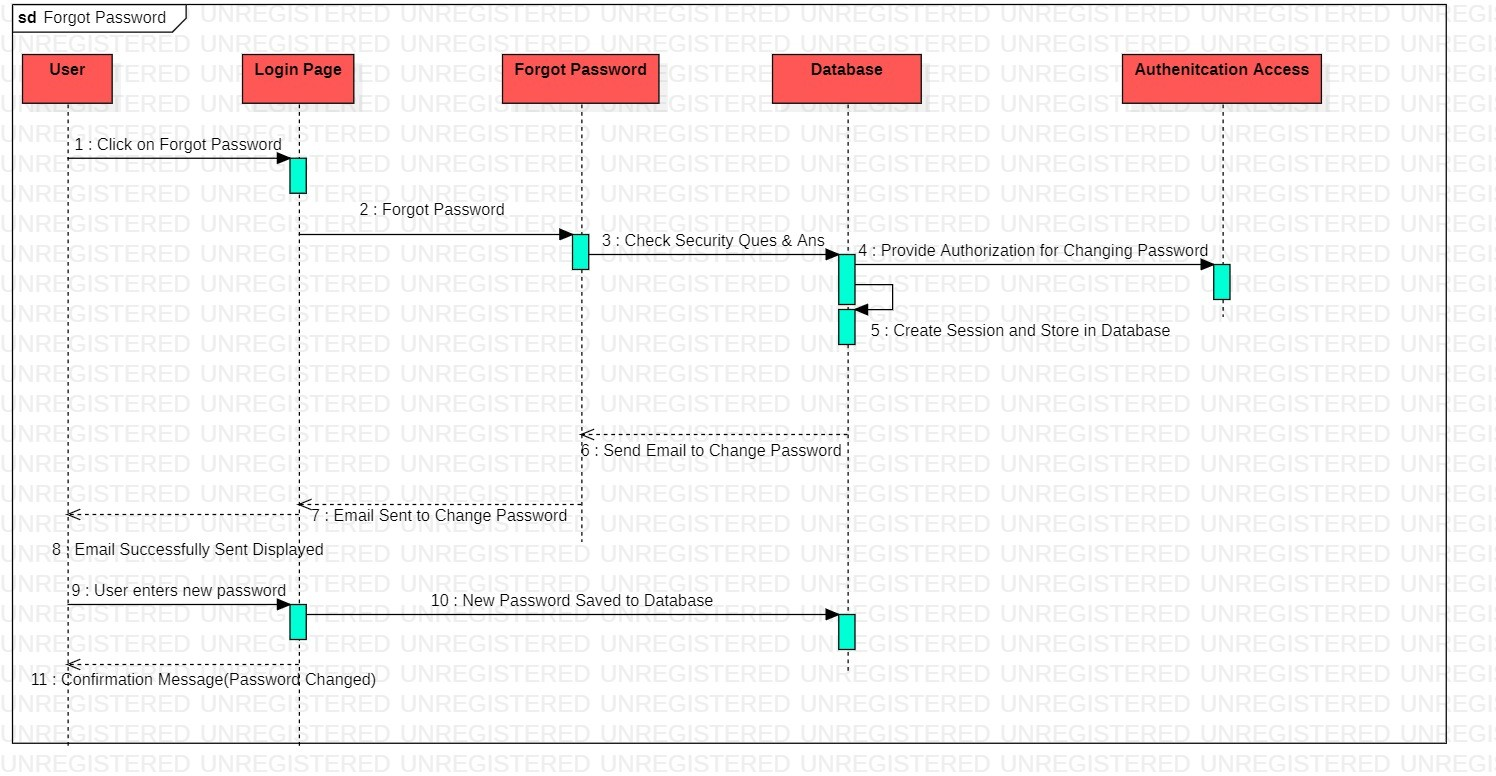 sd Forgot Password
User
Login Page
Forgot Password
Database
Authenitcation Access
1 : Click on Forgot Password
2 : Forgot Password
3 : Check Security Ques & Ans
4 : Provide Authorization for Changing Password
5 : Create Session and Store in Database
6 : Send Email to Change Password
7 : Email Sent to Change Password
8 : Email Successfully Sent Displayed
9 : User enters new password
10 : New Password Saved to Database
11 : Confirmation Message(Password Changed)
UNREGISTERED